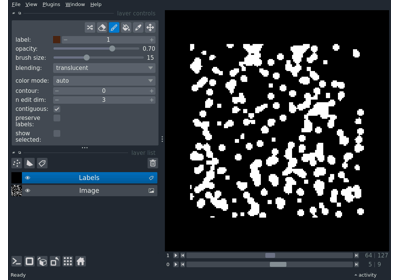 File View Plugins Window Help
layer controls
label: 1
opacity: 0.70
brush size: 15
blending: translucent
color mode: auto
contour: 0
n edit dim: 3
contiguous:
preserve
labels:
show
selected:
layer list
Labels
Image
1 64 127
0 5 9
Ready activity